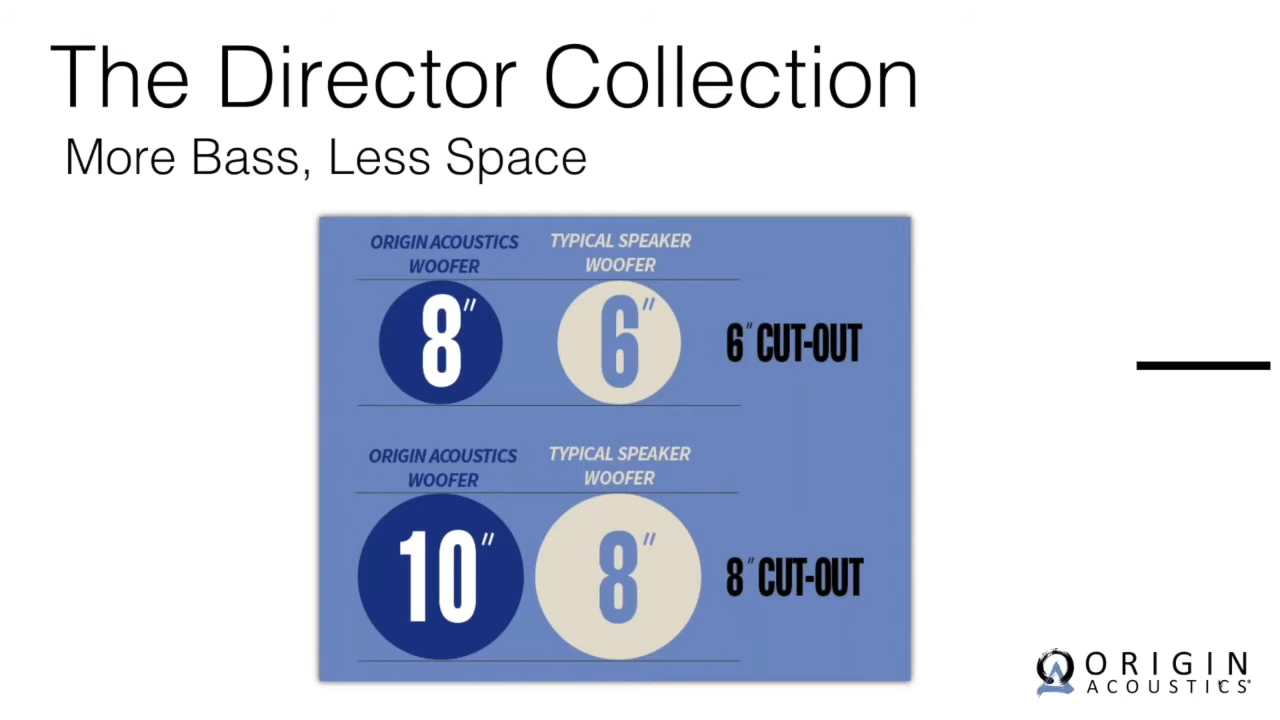 The Director Collection
More Bass, Less Space
ORIGIN ACOUSTICS
WOOFER
TYPICAL SPEAKER
WOOFER
8"
6"
6" CUT-OUT
ORIGIN ACOUSTICS
WOOFER
TYPICAL SPEAKER
WOOFER
10"
8"
8" CUT-OUT
ORIGIN
ACOUSTICS®